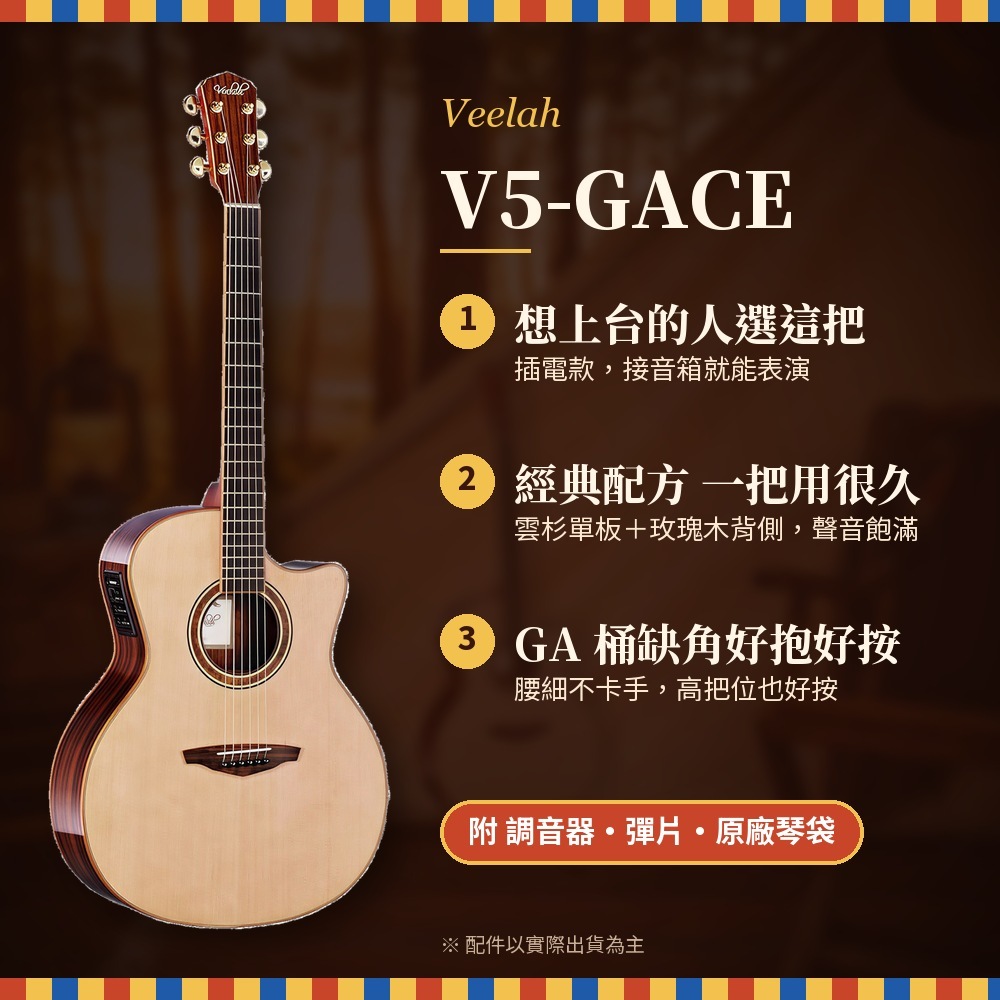 Veelah
Veelah
V5-GACE
1 想上台的人選這把
插電款，接音箱就能表演
2 經典配方 一把用很久
雲杉單板＋玫瑰木背側，聲音飽滿
3 GA 桶缺角好抱好按
腰細不卡手，高把位也好按
附 調音器・彈片・原廠琴袋
※ 配件以實際出貨為主